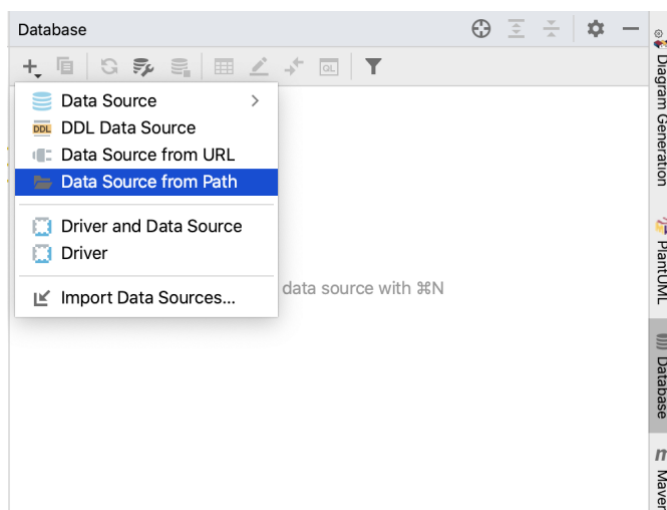 Database
QL
Data Source
DDL DDL Data Source
Data Source from URL
Data Source from Path
Driver and Data Source
Driver
Import Data Sources...
data source with ⌘N
Diagram Generation
PlantUML
Database
m Maven